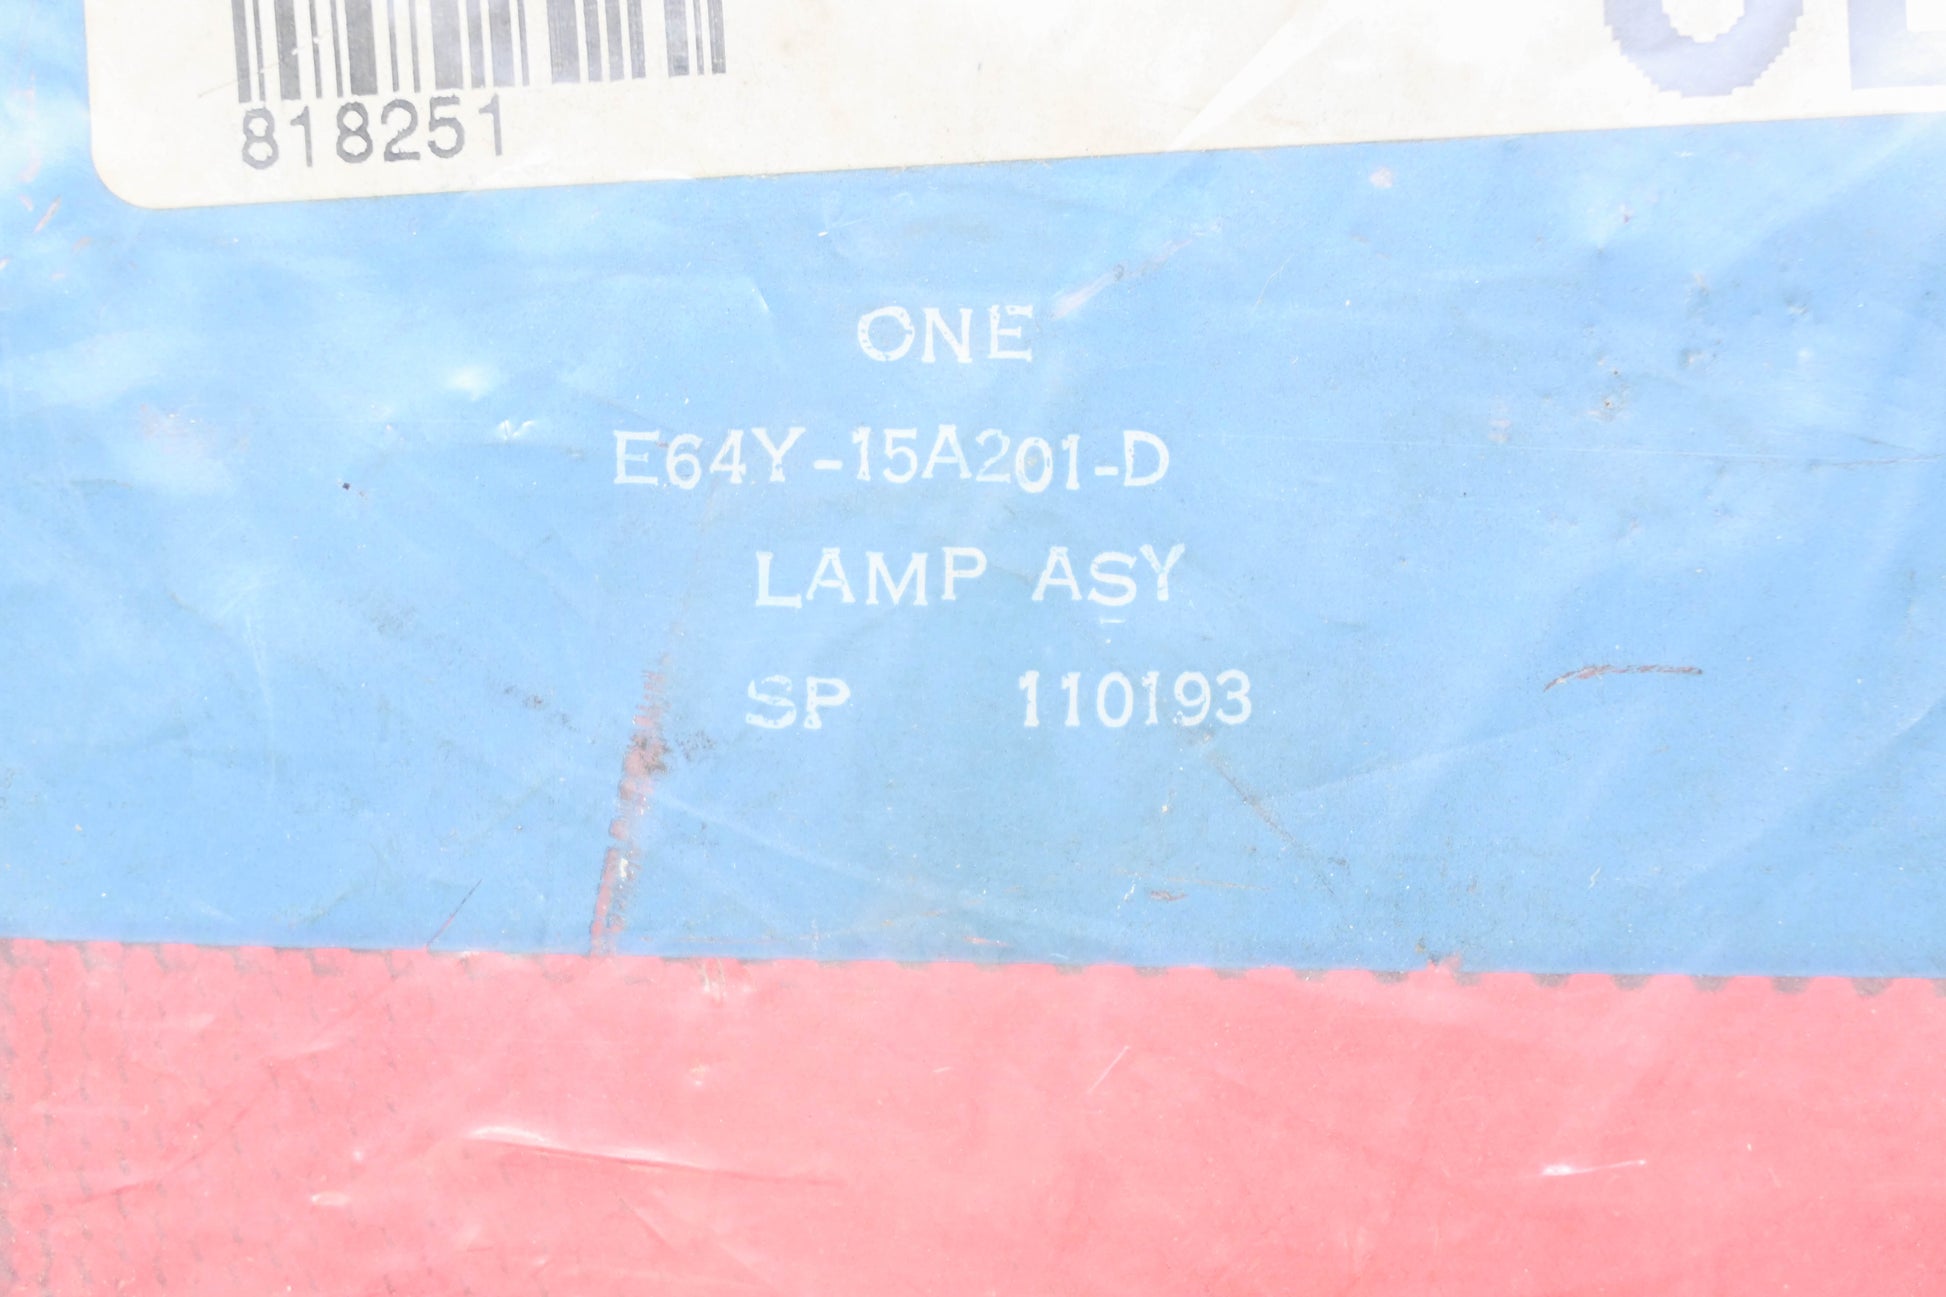 818251
ONE
E64Y-15A201-D
LAMP ASY
SP 110193